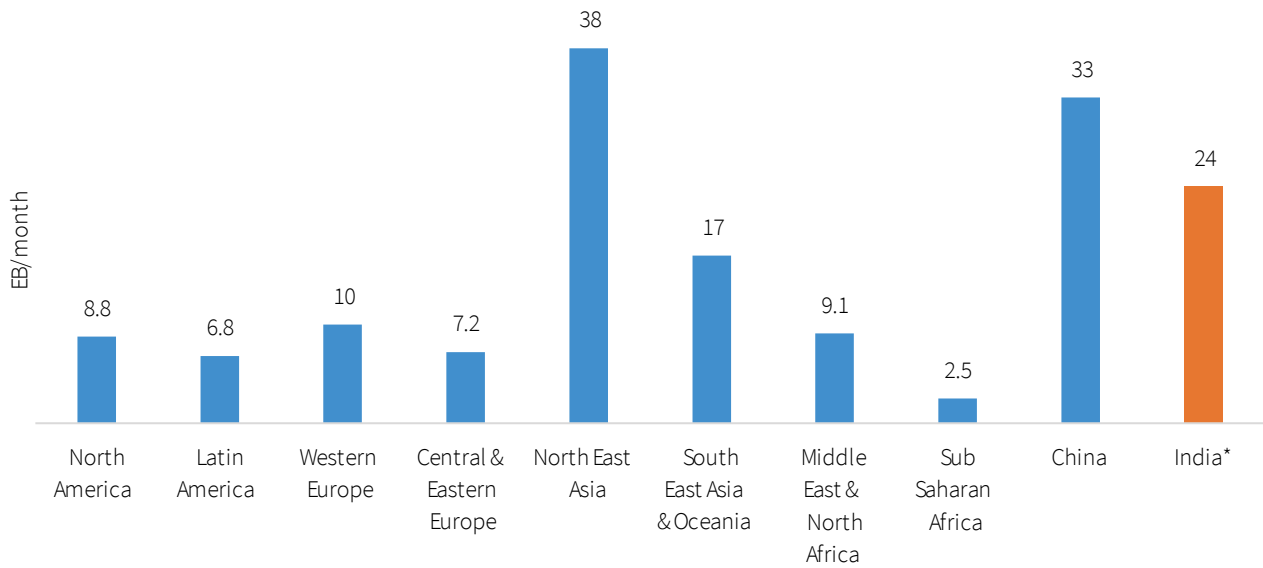 38
33
24
17
10
9.1
8.8
7.2
6.8
2.5
EB/month
North
America
Latin
America
Western
Europe
Central &
Eastern
Europe
North East
Asia
South
East Asia
& Oceania
Middle
East &
North
Africa
Sub
Saharan
Africa
China
India*